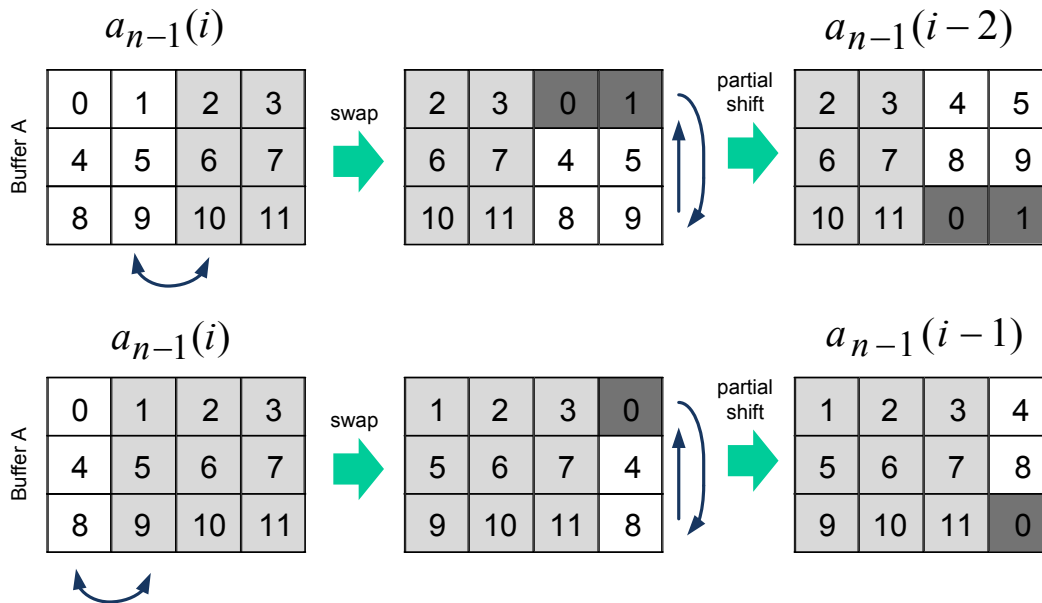 a_{n−1}(i)
a_{n−1}(i − 2)
Buffer A
0 1 2 3
4 5 6 7
8 9 10 11
swap
2 3 0 1
6 7 4 5
10 11 8 9
partial
shift
2 3 4 5
6 7 8 9
10 11 0 1
a_{n−1}(i)
a_{n−1}(i − 1)
Buffer A
0 1 2 3
4 5 6 7
8 9 10 11
swap
1 2 3 0
5 6 7 4
9 10 11 8
partial
shift
1 2 3 4
5 6 7 8
9 10 11 0